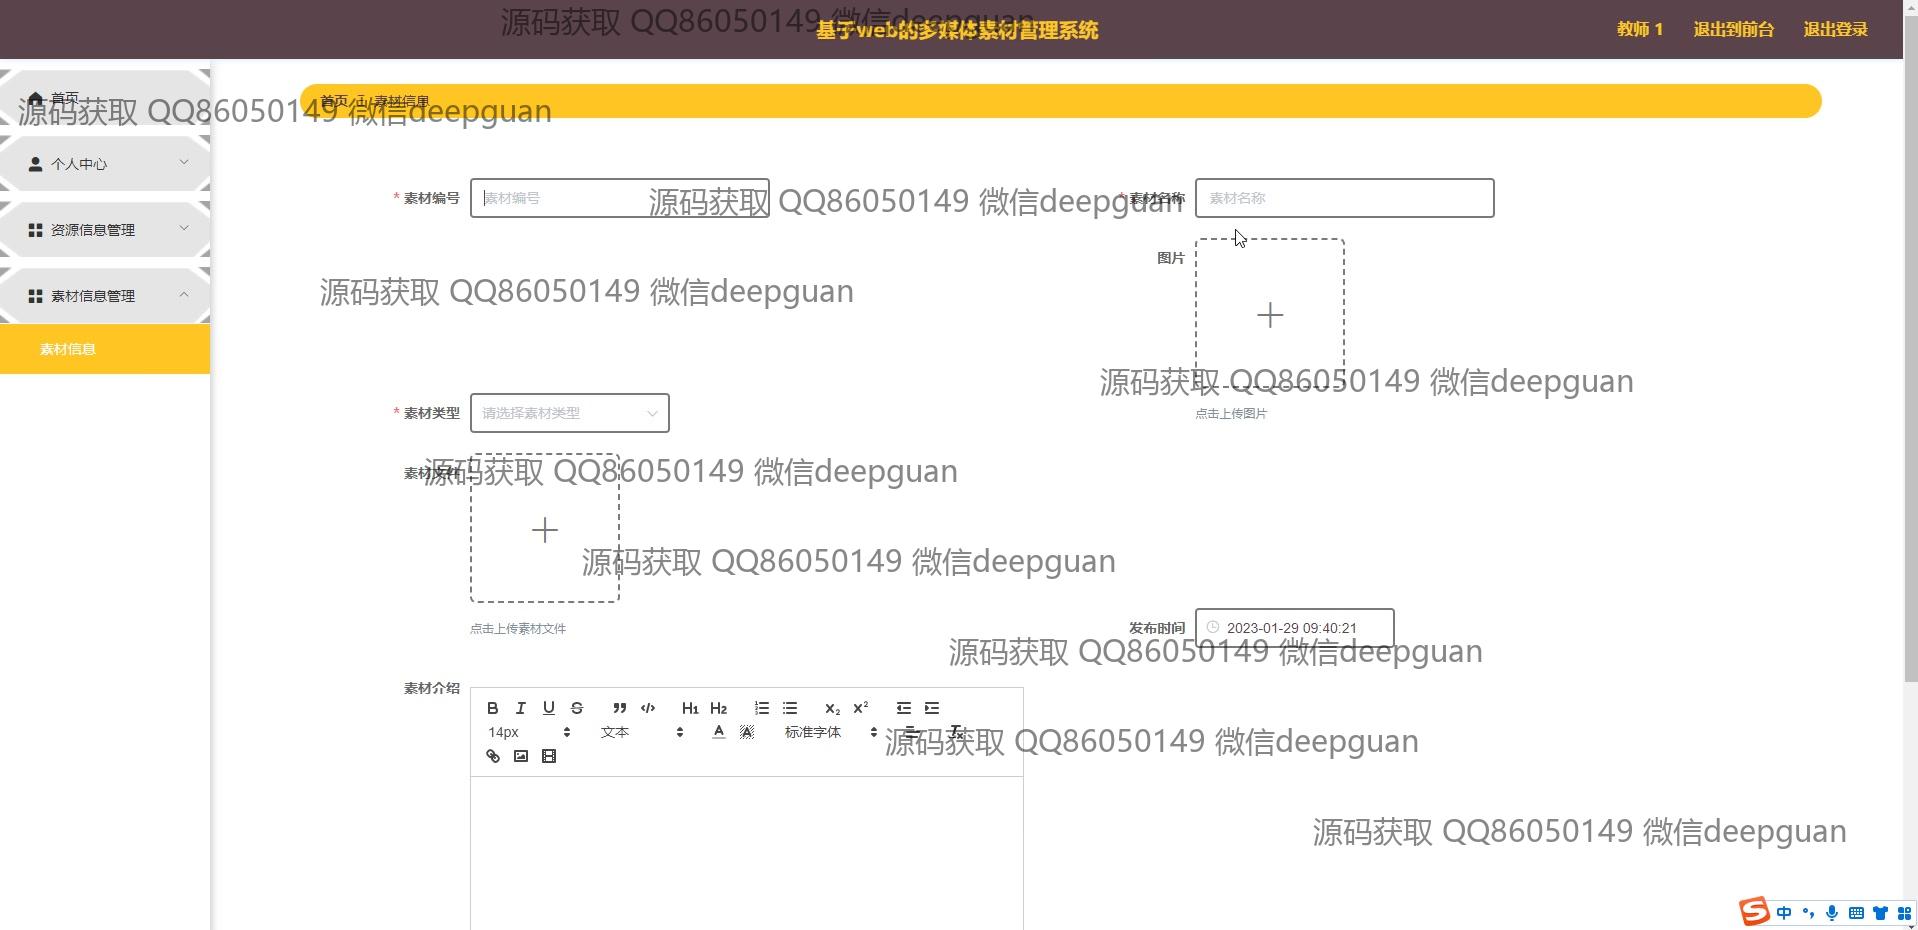 基于web的多媒体素材管理系统
教师 1
退出到前台
退出登录
源码获取 QQ86050149 微信deepguan
首页
首页
素材信息
源码获取 QQ86050149 微信deepguan
个人中心
* 素材编号
素材编号
* 素材名称
素材名称
源码获取 QQ86050149 微信deepguan
资源信息管理
图片
源码获取 QQ86050149 微信deepguan
素材信息管理
素材信息
源码获取 QQ86050149 微信deepguan
* 素材类型
请选择素材类型
点击上传图片
素材文件
源码获取 QQ86050149 微信deepguan
源码获取 QQ86050149 微信deepguan
点击上传素材文件
发布时间
2023-01-29 09:40:21
源码获取 QQ86050149 微信deepguan
素材介绍
B I U S H1 H2 X2 X2
14px 文本 A A 标准字体
源码获取 QQ86050149 微信deepguan
源码获取 QQ86050149 微信deepguan
S 中